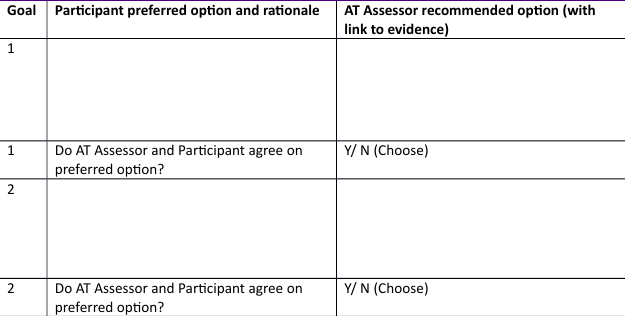 Goal Participant preferred option and rationale AT Assessor recommended option (with
link to evidence)
1
1 Do AT Assessor and Participant agree on Y/ N (Choose)
preferred option?
2
2 Do AT Assessor and Participant agree on Y/ N (Choose)
preferred option?